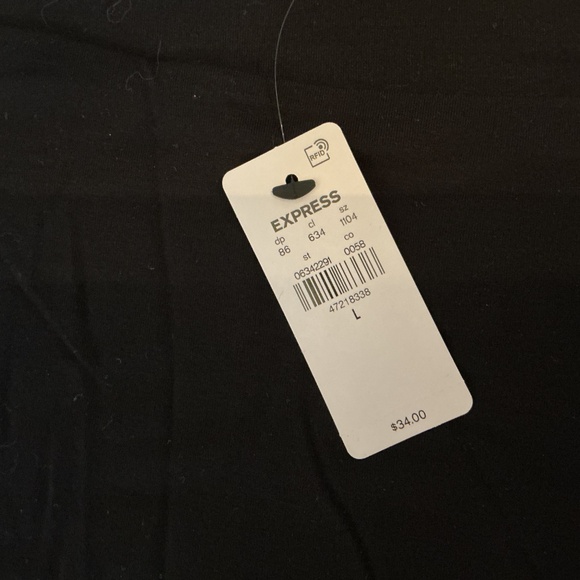 RFID
EXPRESS
dp cl sz
86 634 1104
st co
06342291 0058
47218338
L
$34.00